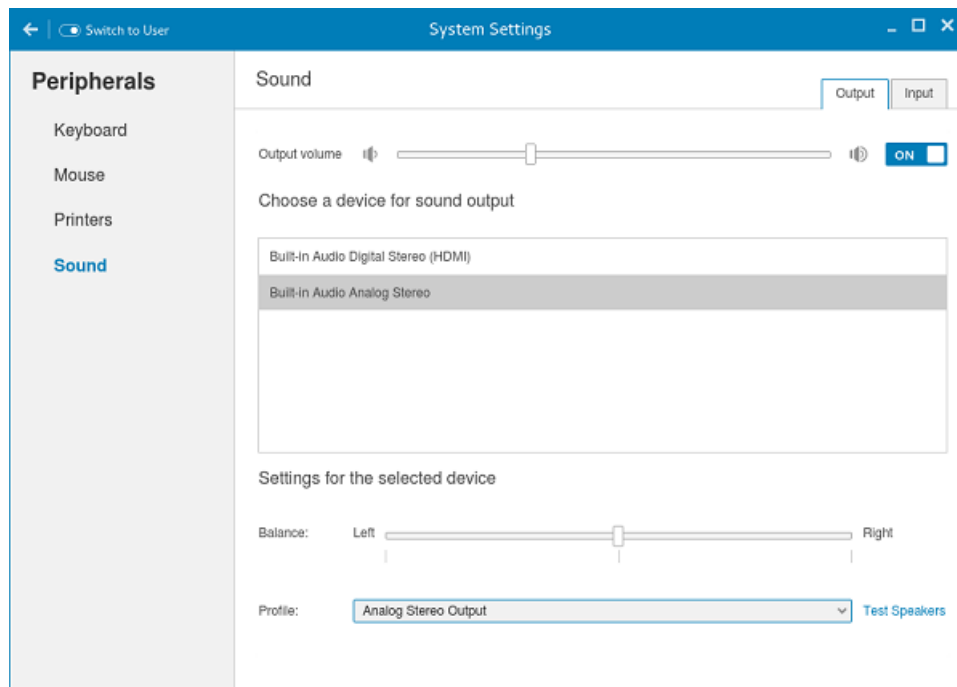 Switch to User
System Settings
Peripherals
Keyboard
Mouse
Printers
Sound
Sound
Output
Input
Output volume
ON
Choose a device for sound output
Built-in Audio Digital Stereo (HDMI)
Built-in Audio Analog Stereo
Settings for the selected device
Balance:
Left
Right
Profile:
Analog Stereo Output
Test Speakers